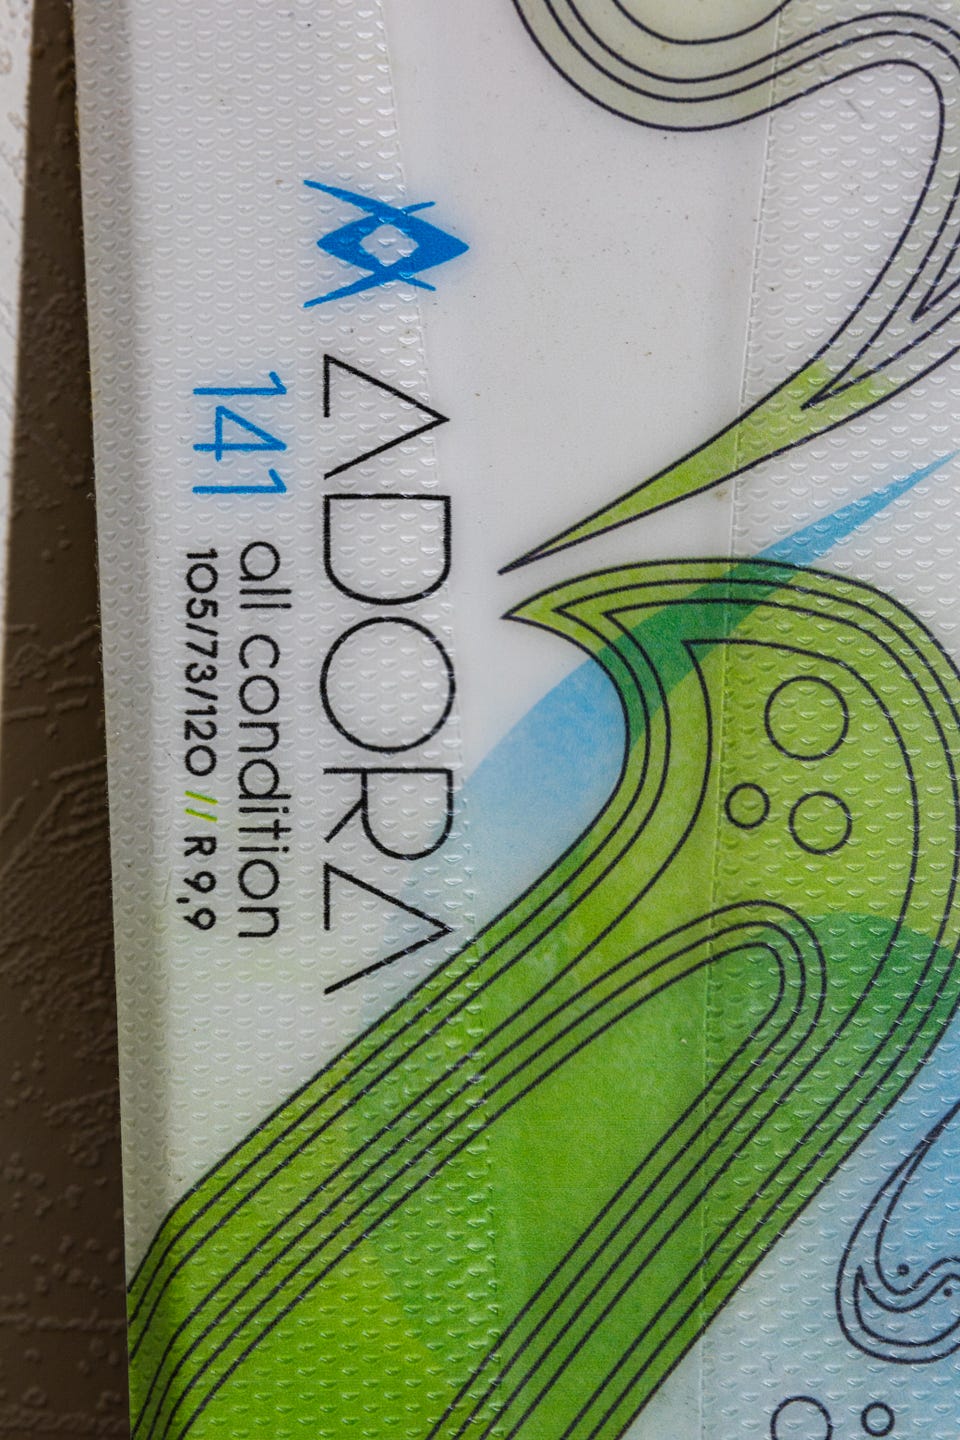 ADORA
141 all condition
105/73/120 // R 9,9